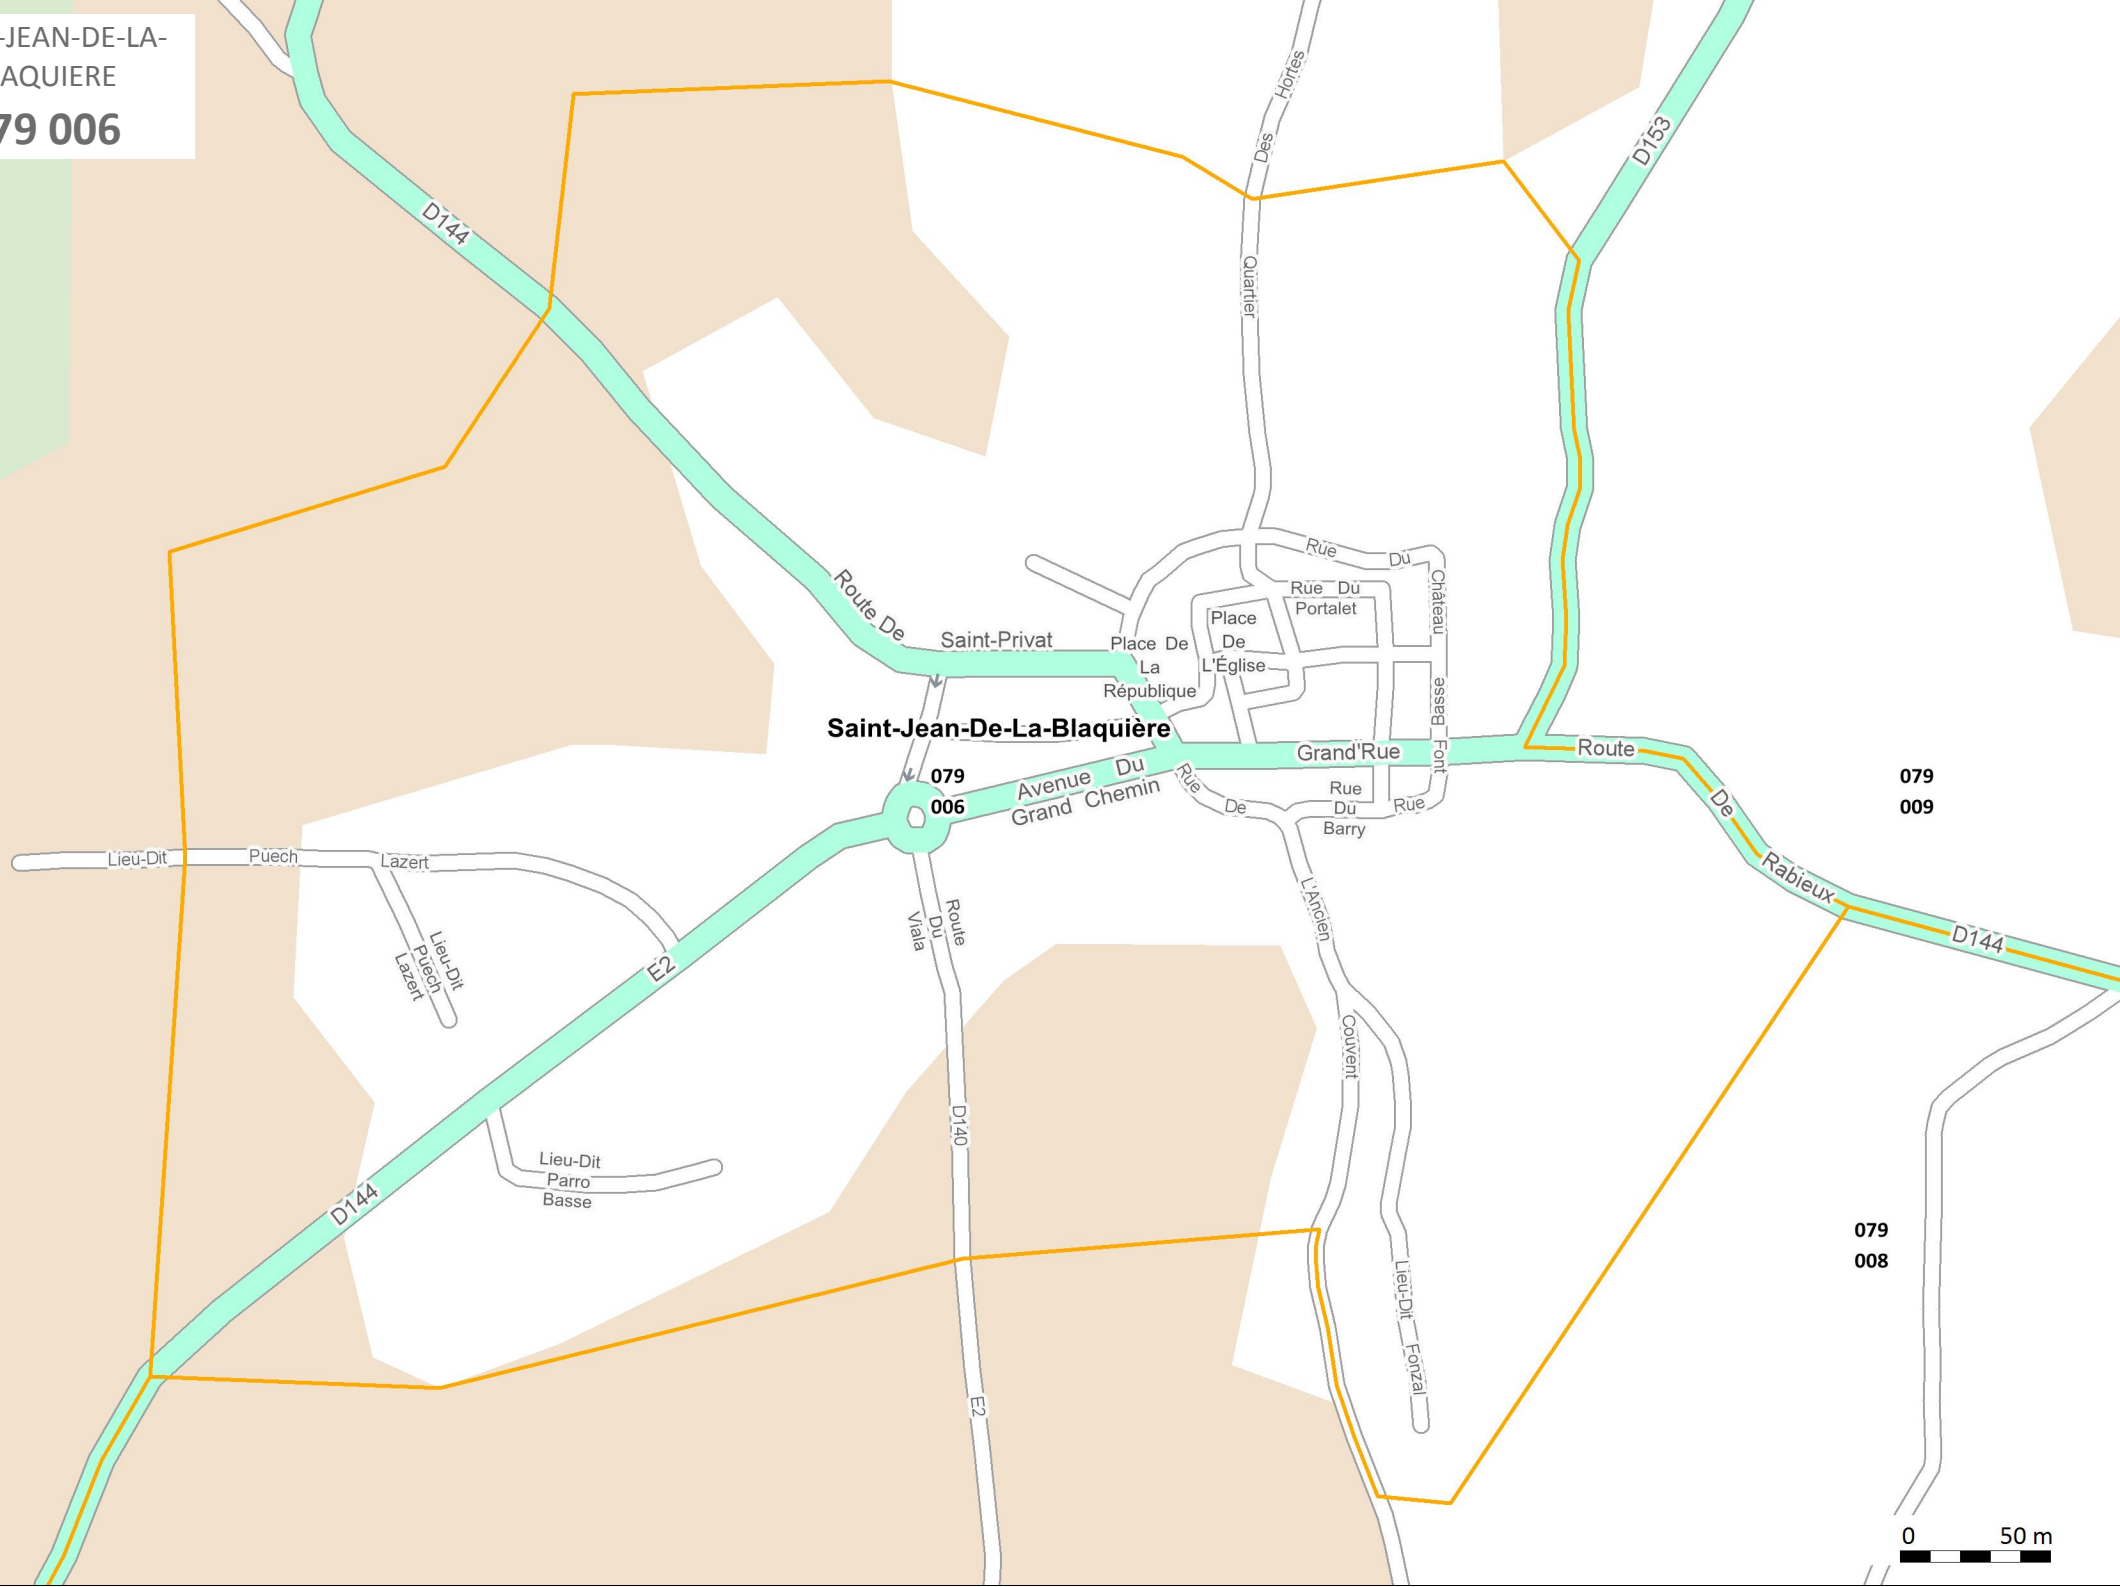 -JEAN-DE-LA-
AQUIERE
79 006
Hortes
Des
D153
D144
Quartier
Route De
Saint-Privat
Rue Du
Château
Rue Du
Portalet
Place
De
L'Église
Place De
La
République
Saint-Jean-De-La-Blaquière
079
006
Avenue Du
Grand Chemin
Grand'Rue
Basse
Font
Rue
Rue
De
Rue
Du
Barry
Route
De
Rabieux
D144
079
009
Lieu-Dit
Puech
Lazert
Lieu-Dit
Puech
Lazert
E2
Route
Du
Viala
L'Ancien
Couvent
D140
Lieu-Dit
Parro
Basse
D144
079
008
Lieu-Dit
Fonzal
E2
0 50 m